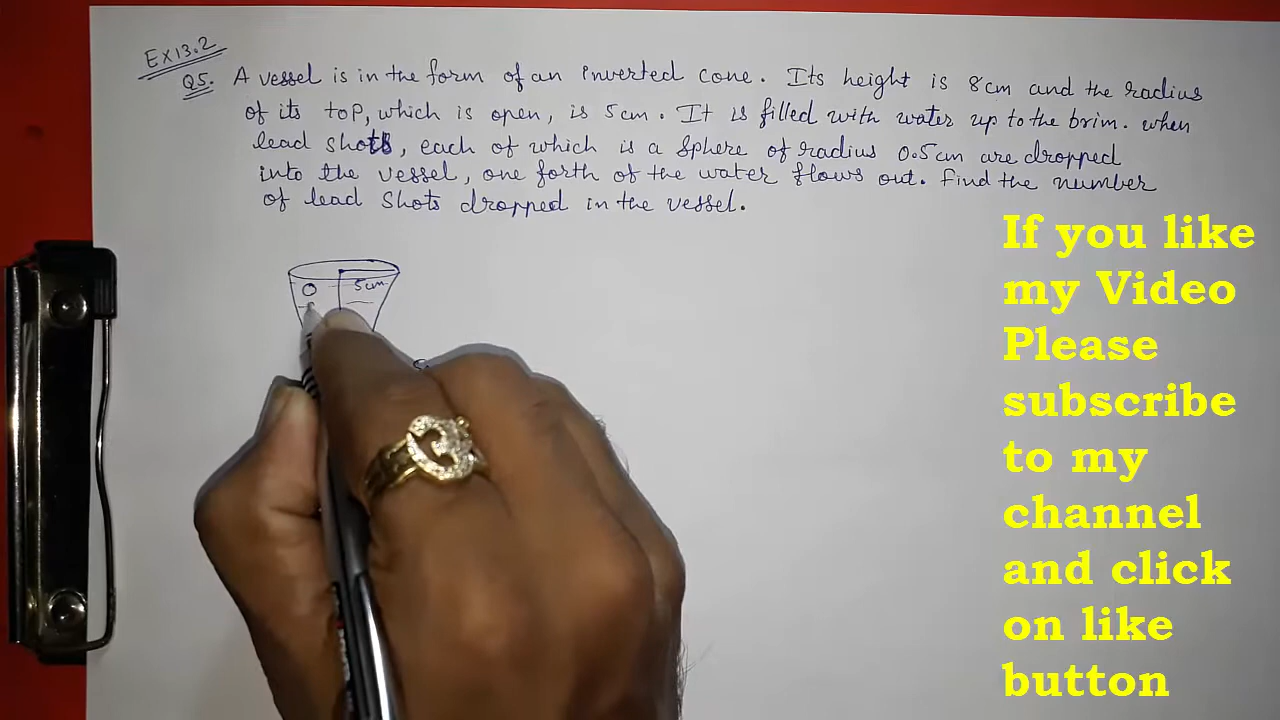 Ex 13.2
Q5. A vessel is in the form of an inverted cone. Its height is 8cm and the radius
of its top, which is open, is 5cm. It is filled with water up to the brim. when
lead shots, each of which is a sphere of radius 0.5cm are dropped
into the vessel, one forth of the water flows out. Find the number
of lead shots dropped in the vessel.
5cm
If you like
my Video
Please
subscribe
to my
channel
and click
on like
button